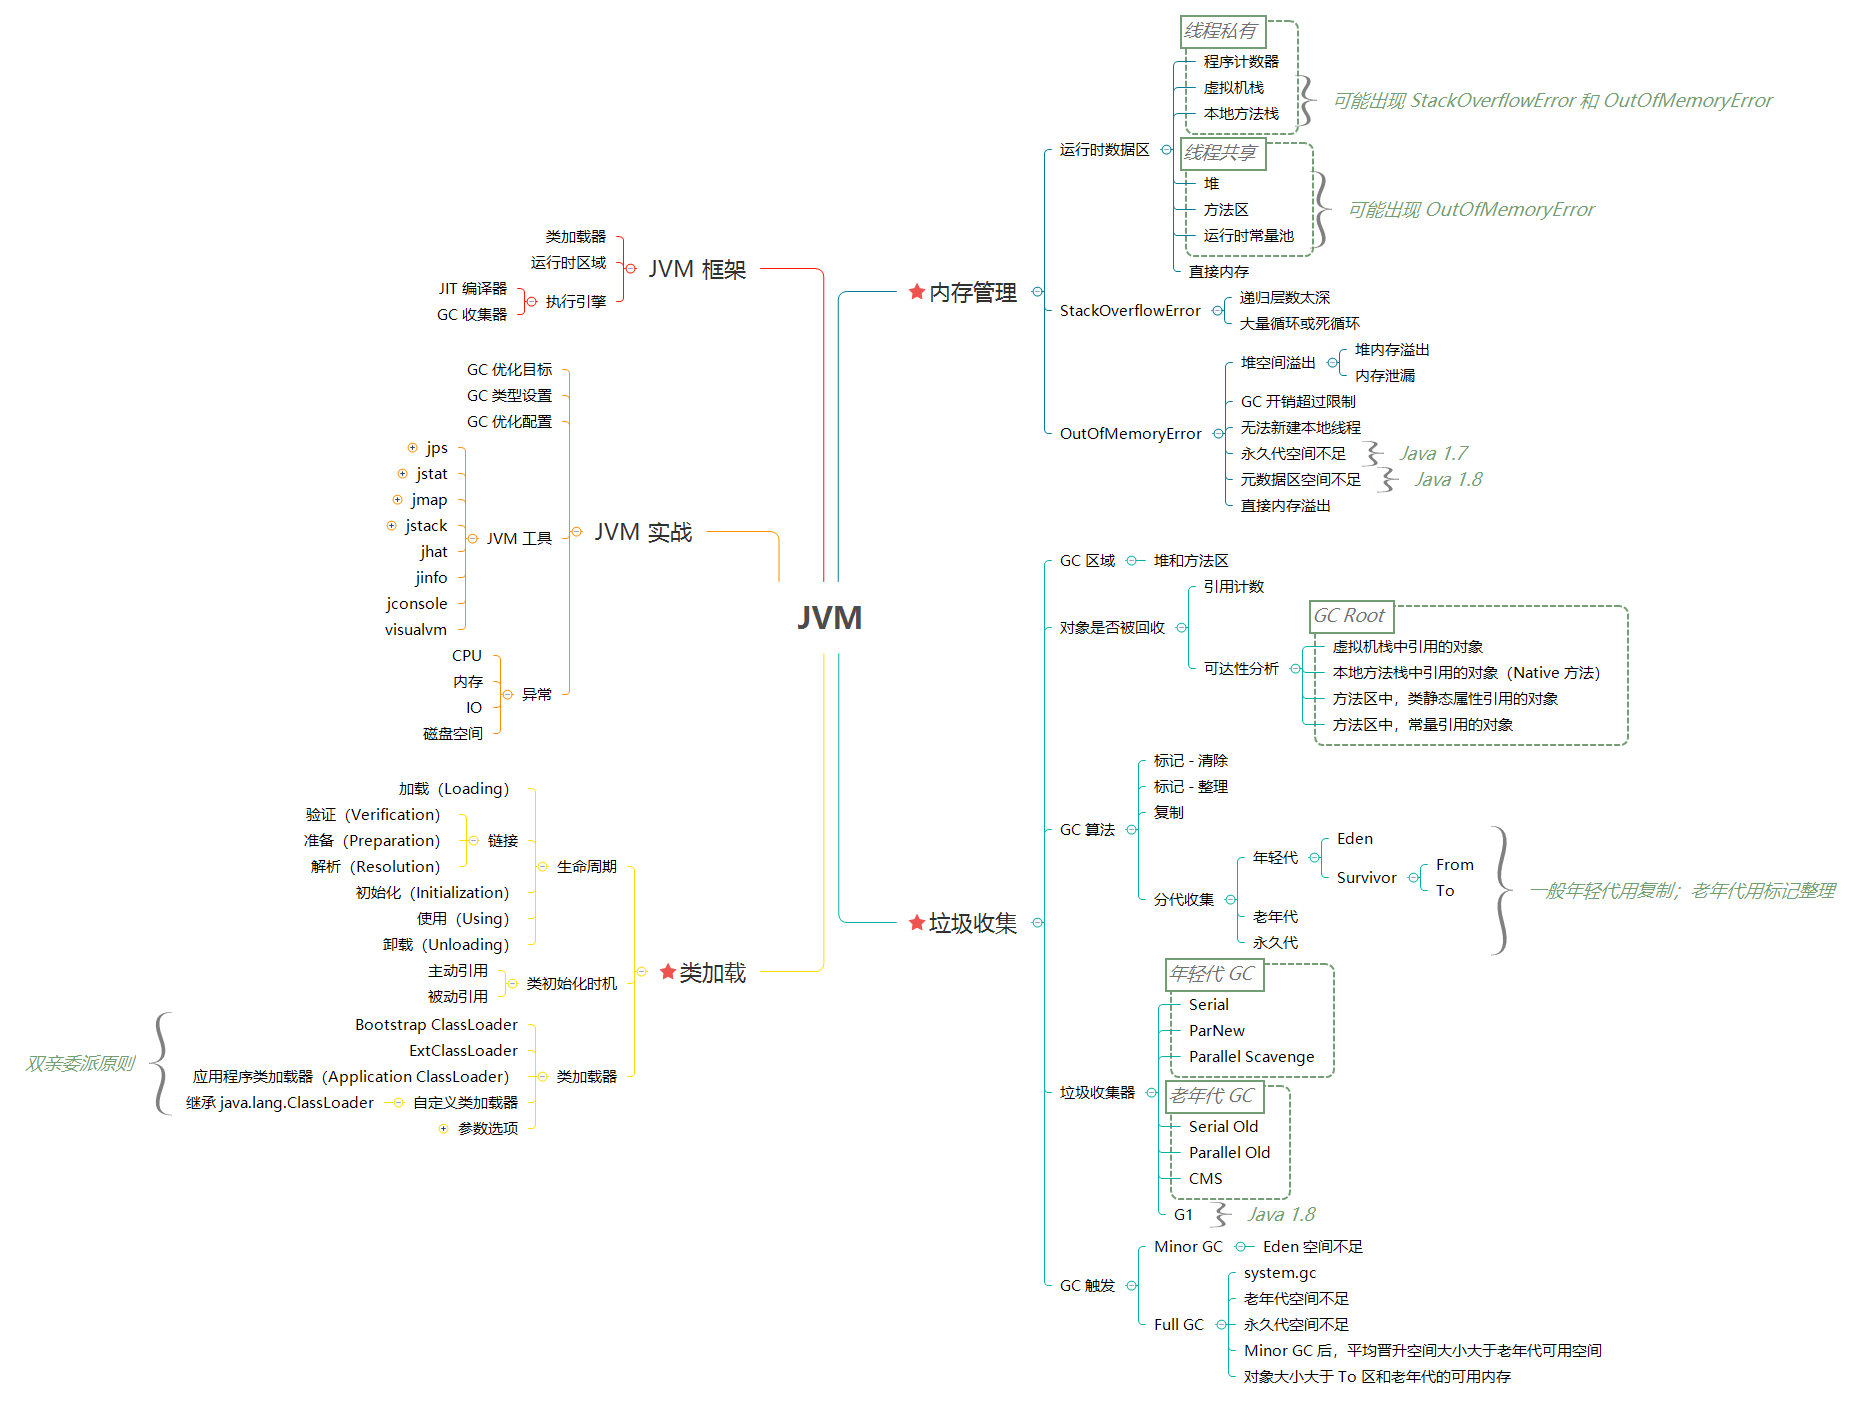 JVM
JVM 框架
类加载器
运行时区域
执行引擎
JIT 编译器
GC 收集器
JVM 实战
GC 优化目标
GC 类型设置
GC 优化配置
JVM 工具
jps
jstat
jmap
jstack
jhat
jinfo
jconsole
visualvm
异常
CPU
内存
IO
磁盘空间
类加载
生命周期
加载（Loading）
链接
验证（Verification）
准备（Preparation）
解析（Resolution）
初始化（Initialization）
使用（Using）
卸载（Unloading）
类初始化时机
主动引用
被动引用
类加载器
Bootstrap ClassLoader
ExtClassLoader
应用程序类加载器（Application ClassLoader）
自定义类加载器
继承 java.lang.ClassLoader
参数选项
双亲委派原则
内存管理
运行时数据区
线程私有
程序计数器
虚拟机栈
本地方法栈
可能出现 StackOverflowError 和 OutOfMemoryError
线程共享
堆
方法区
运行时常量池
可能出现 OutOfMemoryError
直接内存
StackOverflowError
递归层数太深
大量循环或死循环
OutOfMemoryError
堆空间溢出
堆内存溢出
内存泄漏
GC 开销超过限制
无法新建本地线程
永久代空间不足
Java 1.7
元数据区空间不足
Java 1.8
直接内存溢出
垃圾收集
GC 区域
堆和方法区
对象是否被回收
引用计数
可达性分析
GC Root
虚拟机栈中引用的对象
本地方法栈中引用的对象（Native 方法）
方法区中，类静态属性引用的对象
方法区中，常量引用的对象
GC 算法
标记 - 清除
标记 - 整理
复制
分代收集
年轻代
Eden
Survivor
From
To
老年代
永久代
一般年轻代用复制；老年代用标记整理
垃圾收集器
年轻代 GC
Serial
ParNew
Parallel Scavenge
老年代 GC
Serial Old
Parallel Old
CMS
G1
Java 1.8
GC 触发
Minor GC
Eden 空间不足
Full GC
system.gc
老年代空间不足
永久代空间不足
Minor GC 后，平均晋升空间大小大于老年代可用空间
对象大小大于 To 区和老年代的可用内存